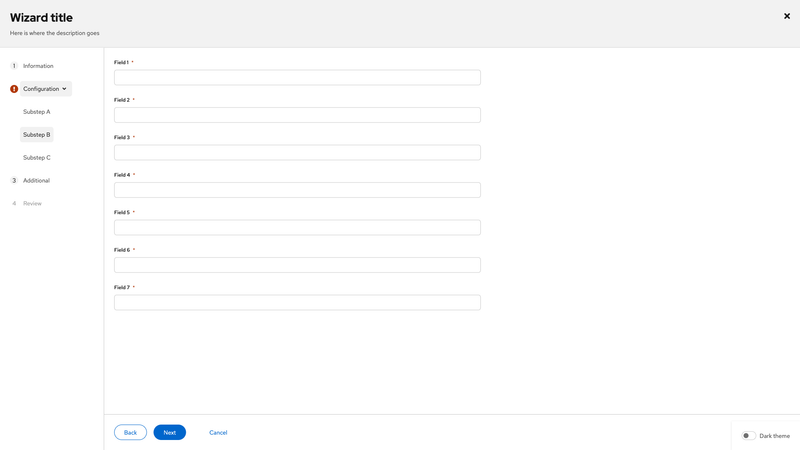 Wizard title
Here is where the description goes
1 Information
Configuration
Substep A
Substep B
Substep C
3 Additional
4 Review
Field 1 *
Field 2 *
Field 3 *
Field 4 *
Field 5 *
Field 6 *
Field 7 *
Back Next Cancel
Dark theme